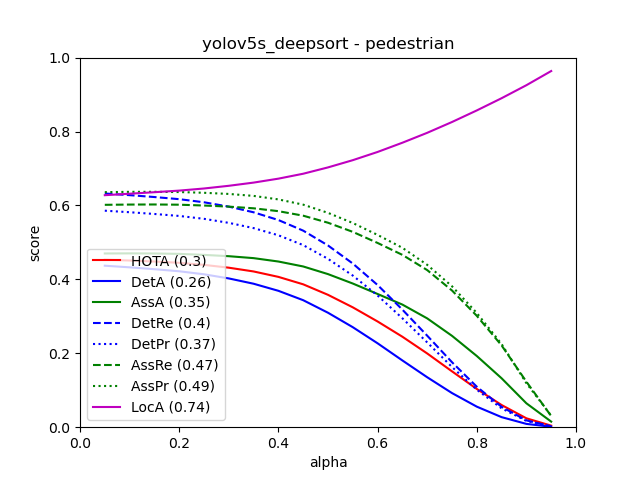 yolov5s_deepsort - pedestrian
1.0
0.8
0.6
0.4
0.2
0.0
score
HOTA (0.3)
DetA (0.26)
AssA (0.35)
DetRe (0.4)
DetPr (0.37)
AssRe (0.47)
AssPr (0.49)
LocA (0.74)
0.0 0.2 0.4 0.6 0.8 1.0
alpha